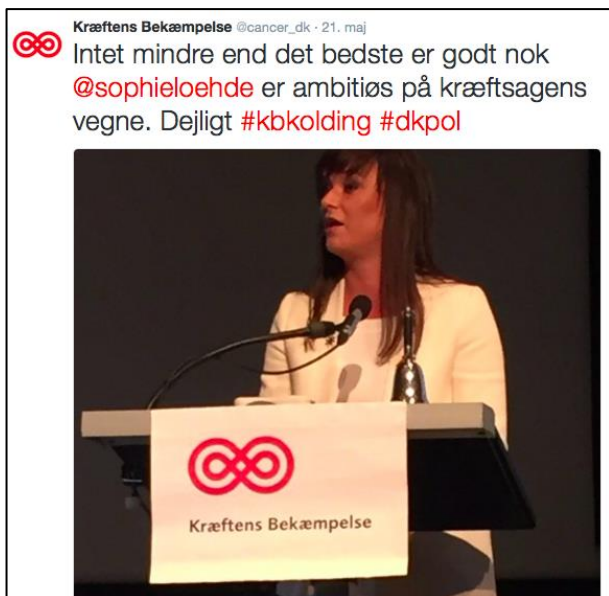 Kræftens Bekæmpelse @cancer_dk · 21. maj
Intet mindre end det bedste er godt nok
@sophieloehde er ambitiøs på kræftsagens
vegne. Dejligt #kbkolding #dkpol
Kræftens Bekæmpelse